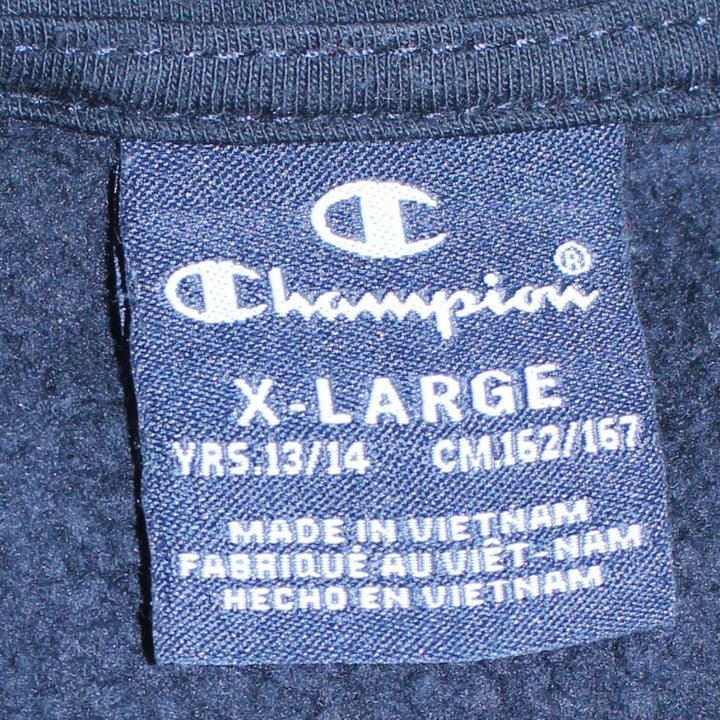 Champion®
X-LARGE
YRS:13/14 CM.162/167
MADE IN VIETNAM
FABRIQUÉ AU VIÊT-NAM
HECHO EN VIETNAM